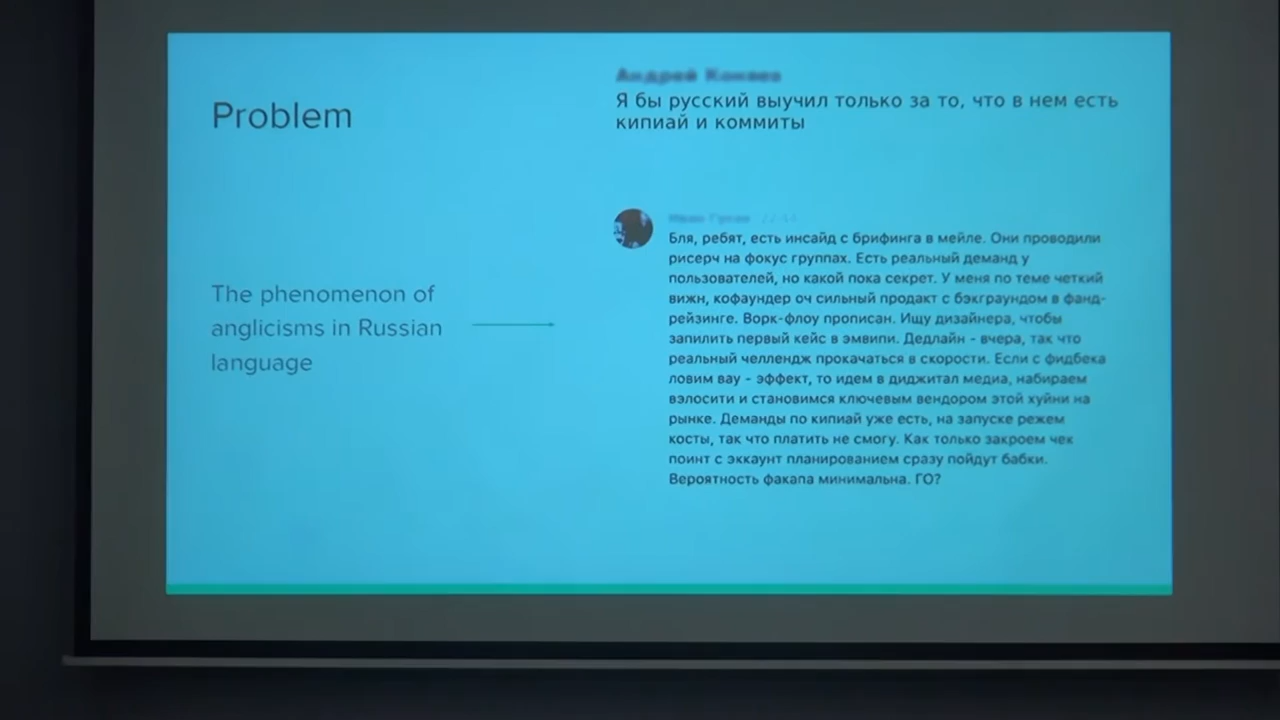 Problem
The phenomenon of
anglicisms in Russian
language
Я бы русский выучил только за то, что в нем есть
кипиай и коммиты
Бля, ребят, есть инсайд с брифинга в мейле. Они проводили
рисерч на фокус группах. Есть реальный деманд у
пользователей, но какой пока секрет. У меня по теме четкий
вижн, кофаундер оч сильный продакт с бэкграундом в фанд-
рейзинге. Ворк-флоу прописан. Ищу дизайнера, чтобы
запилить первый кейс в эмвипи. Дедлайн - вчера, так что
реальный челлендж прокачаться в скорости. Если с фидбека
ловим вау - эффект, то идем в диджитал медиа, набираем
вэлосити и становимся ключевым вендором этой хуйни на
рынке. Деманды по кипиай уже есть, на запуске режем
косты, так что платить не смогу. Как только закроем чек
поинт с эккаунт планированием сразу пойдут бабки.
Вероятность факапа минимальна. ГО?